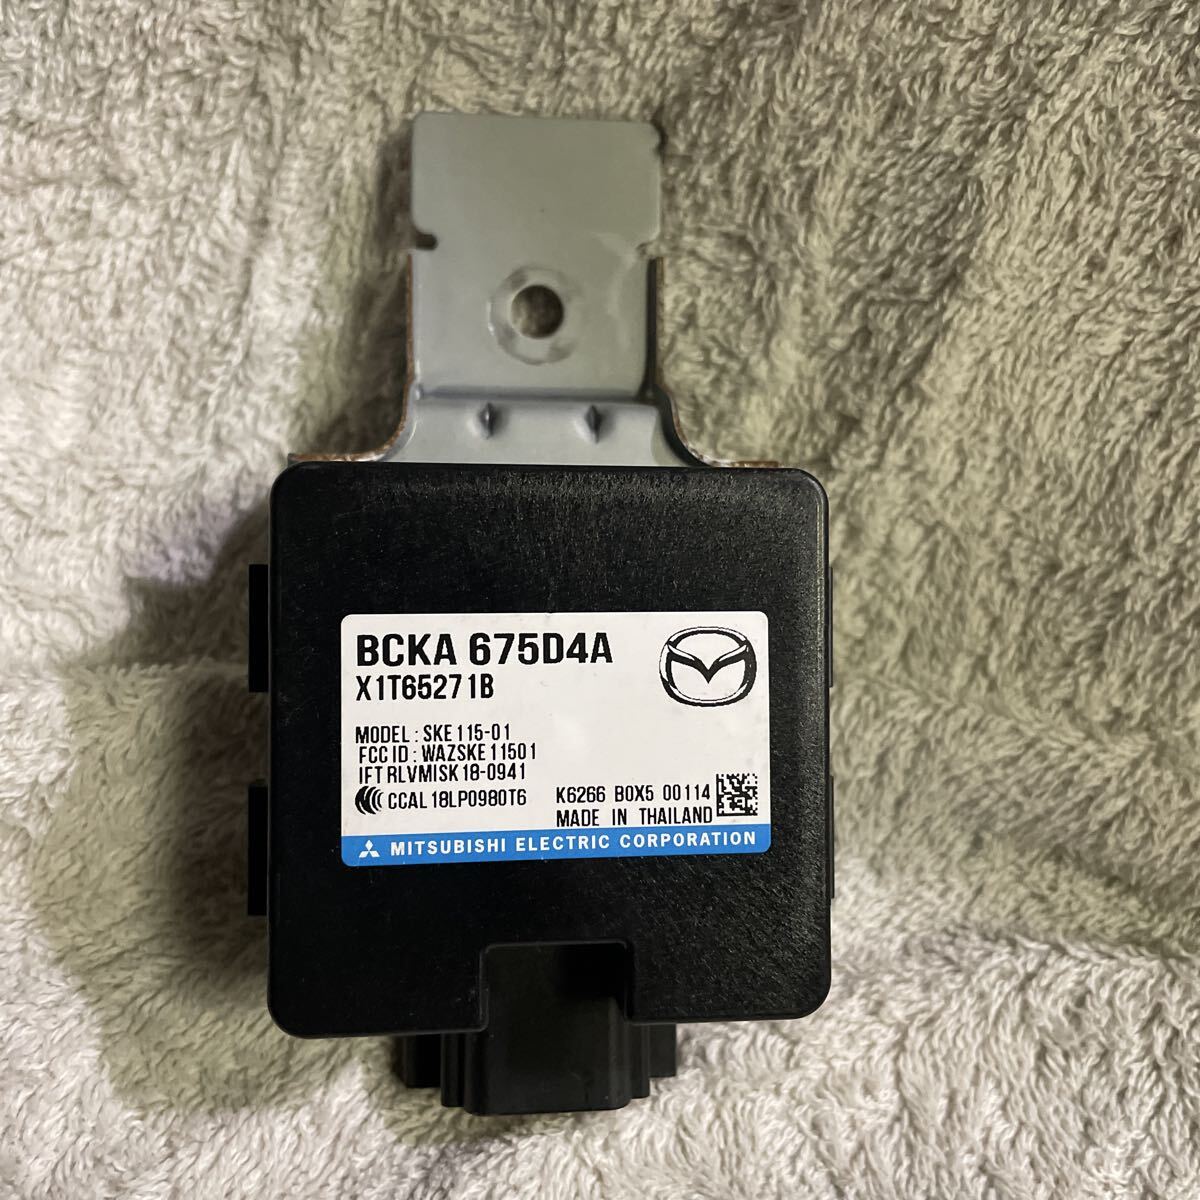 BCKA 675D4A
X1T65271B
MODEL : SKE115-01
FCC ID : WAZSKE11501
IFT RLVMISK18-0941
CCAL18LP0980T6
K6266 B0X5 00114
MADE IN THAILAND
MITSUBISHI ELECTRIC CORPORATION